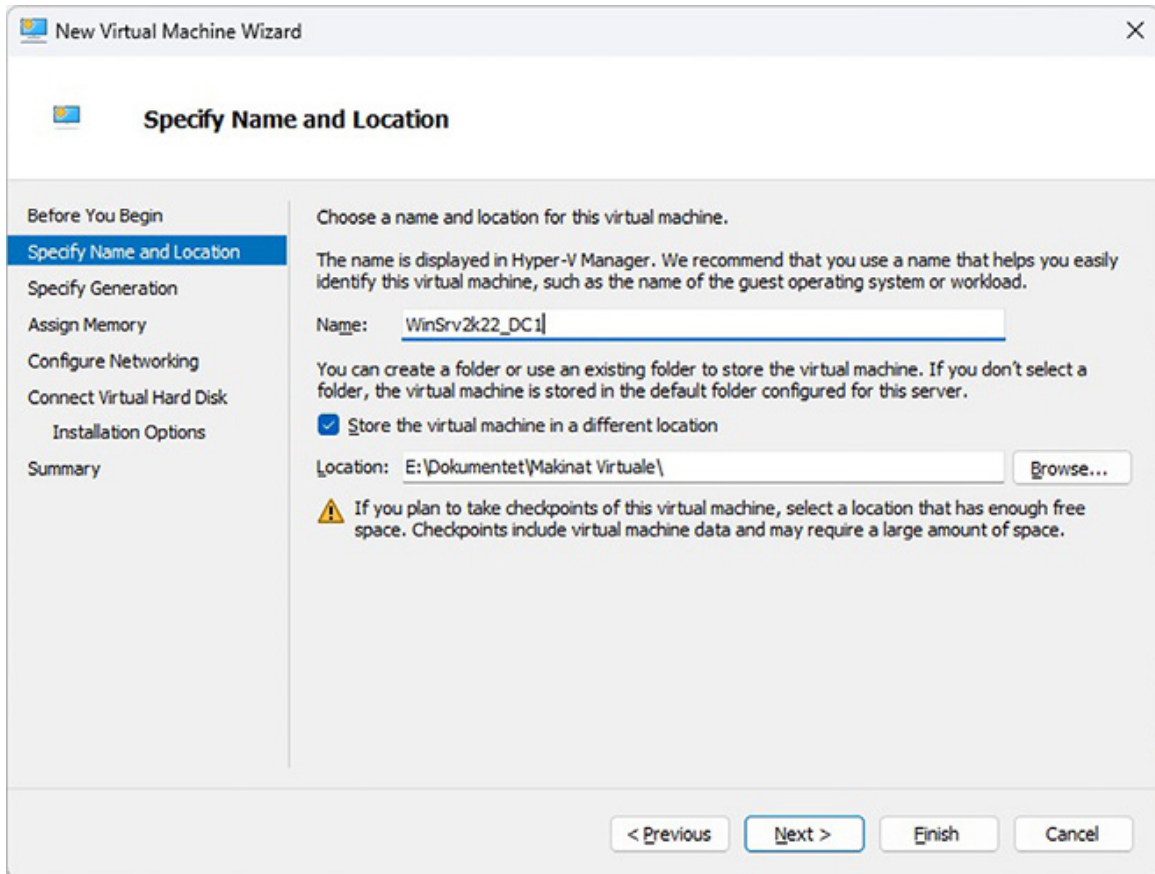 New Virtual Machine Wizard
Specify Name and Location
Before You Begin
Specify Name and Location
Specify Generation
Assign Memory
Configure Networking
Connect Virtual Hard Disk
Installation Options
Summary
Choose a name and location for this virtual machine.
The name is displayed in Hyper-V Manager. We recommend that you use a name that helps you easily
identify this virtual machine, such as the name of the guest operating system or workload.
Name: WinSrv2k22_DC1
You can create a folder or use an existing folder to store the virtual machine. If you don't select a
folder, the virtual machine is stored in the default folder configured for this server.
Store the virtual machine in a different location
Location: E:\Dokumentet\Makinat Virtuale\ Browse...
If you plan to take checkpoints of this virtual machine, select a location that has enough free
space. Checkpoints include virtual machine data and may require a large amount of space.
< Previous Next > Finish Cancel